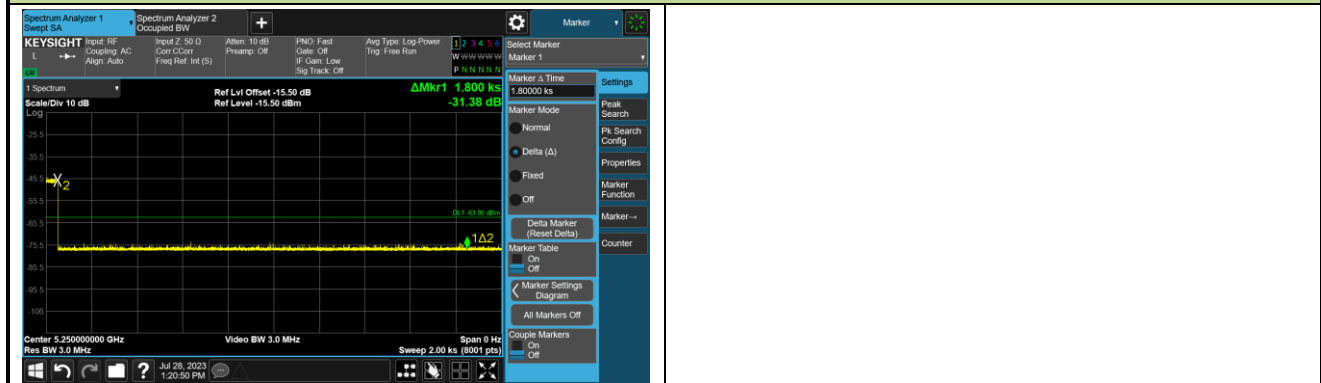 Spectrum Analyzer 1
Swept SA
Spectrum Analyzer 2
Occupied BW
Marker
KEYSIGHT
L
Input: RF
Coupling: AC
Align: Auto
Input Z: 50 Ω
Corr CCorr
Freq Ref: Int (S)
Atten: 10 dB
Preamp: Off
PNO: Fast
Gate: Off
IF Gain: Low
Sig Track: Off
Avg Type: Log-Power
Trig: Free Run
1 2 3 4 5 6
W W W W W W
P N N N N N
Select Marker
Marker 1
1 Spectrum
Scale/Div 10 dB
Log
Ref Lvl Offset -15.50 dB
Ref Level -15.50 dBm
ΔMkr1 1.800 ks
-31.38 dB
-25.5
-35.5
-45.5
-55.5
-65.5
-75.5
-85.5
-95.5
-106
X2
DL1 -63.00 dBm
1Δ2
Center 5.250000000 GHz
Res BW 3.0 MHz
Video BW 3.0 MHz
Span 0 Hz
Sweep 2.00 ks (8001 pts)
Marker Δ Time
1.80000 ks
Marker Mode
Normal
Delta (Δ)
Fixed
Off
Delta Marker
(Reset Delta)
Marker Table
On
Off
Marker Settings
Diagram
All Markers Off
Couple Markers
On
Off
Settings
Peak
Search
Pk Search
Config
Properties
Marker
Function
Marker→
Counter
?
Jul 28, 2023
1:20:50 PM